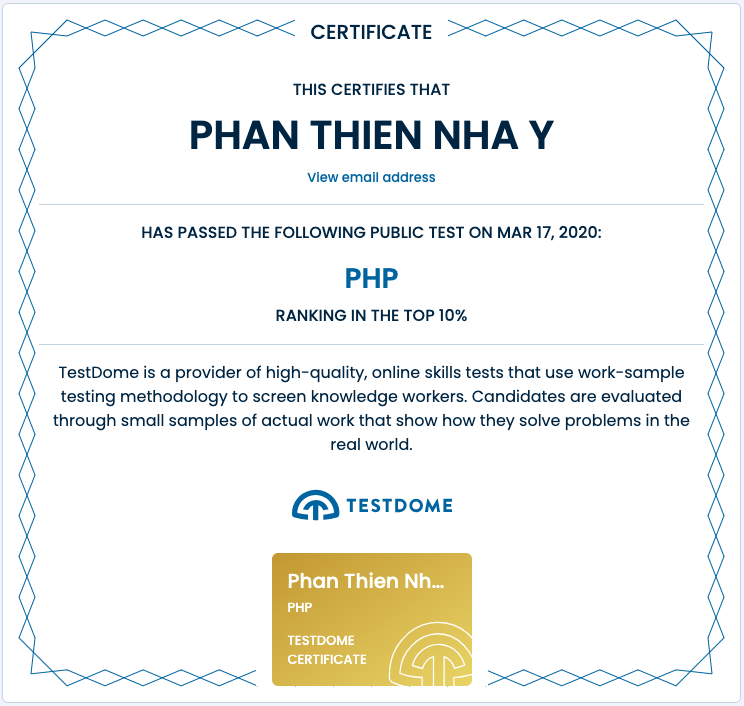 CERTIFICATE
THIS CERTIFIES THAT
PHAN THIEN NHA Y
View email address
HAS PASSED THE FOLLOWING PUBLIC TEST ON MAR 17, 2020:
PHP
RANKING IN THE TOP 10%
TestDome is a provider of high-quality, online skills tests that use work-sample
testing methodology to screen knowledge workers. Candidates are evaluated
through small samples of actual work that show how they solve problems in the
real world.
TESTDOME
Phan Thien Nh...
PHP
TESTDOME
CERTIFICATE